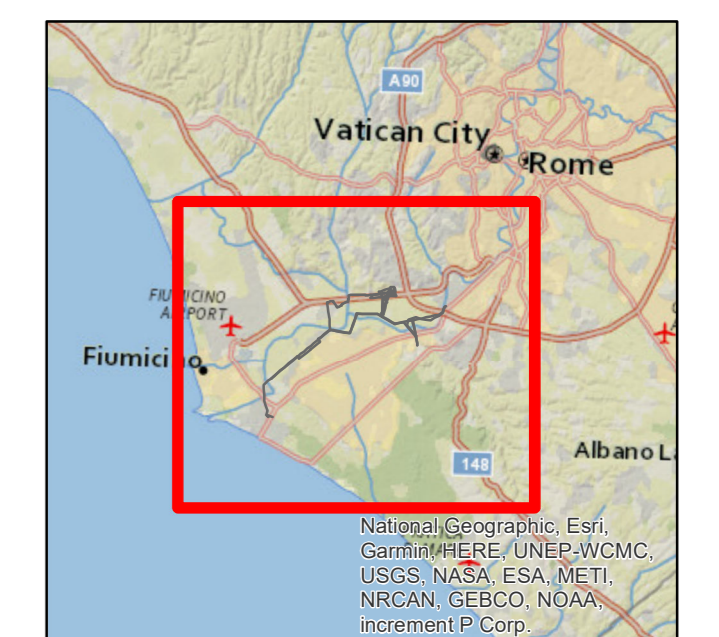 A90
Vatican City
Rome
FIUMICINO
AIRPORT
Fiumicino
Albano L
148
National Geographic, Esri,
Garmin, HERE, UNEP-WCMC,
USGS, NASA, ESA, METI,
NRCAN, GEBCO, NOAA,
increment P Corp.